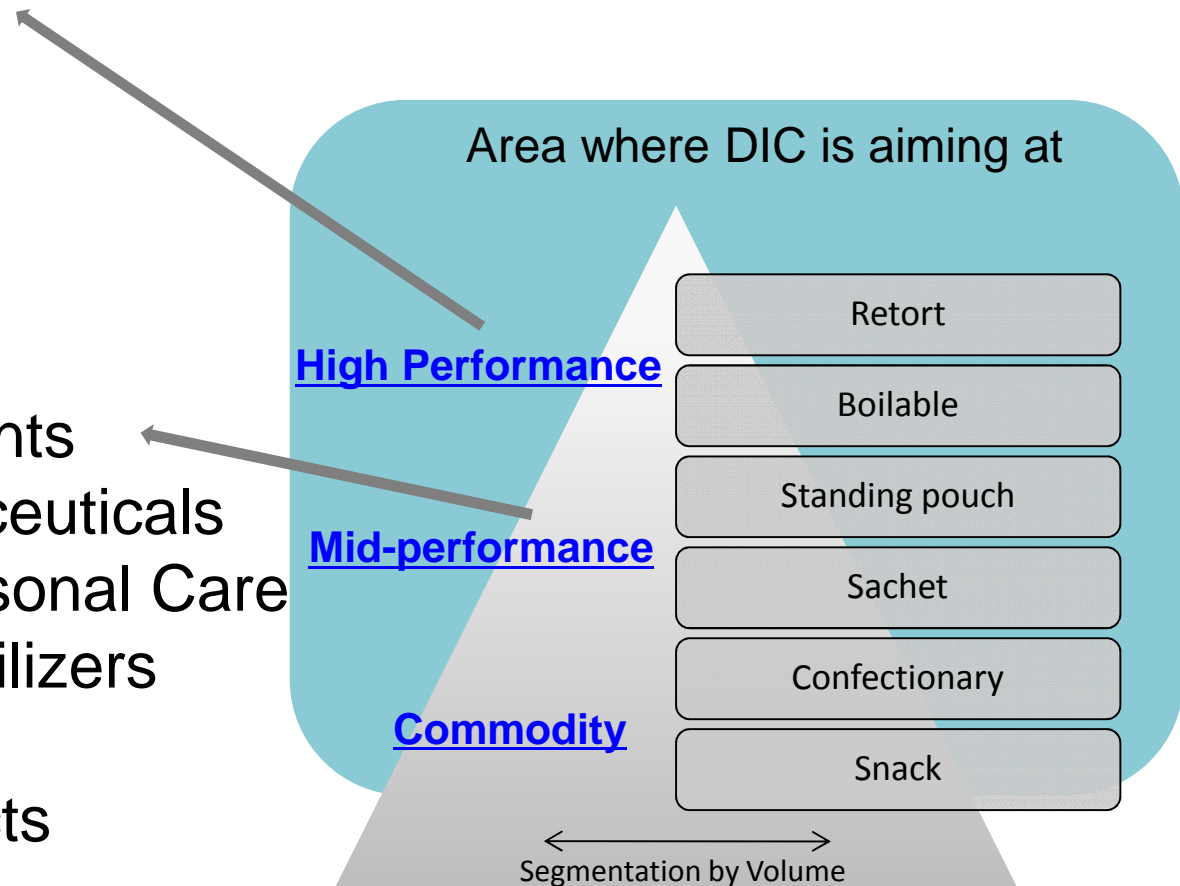 Area where DIC is aiming at
Retort
High Performance
Boilable
nts
Standing pouch
ceuticals
Mid-performance
sonal Care
Sachet
ilizers
Confectionary
Commodity
Snack
cts
Segmentation by Volume